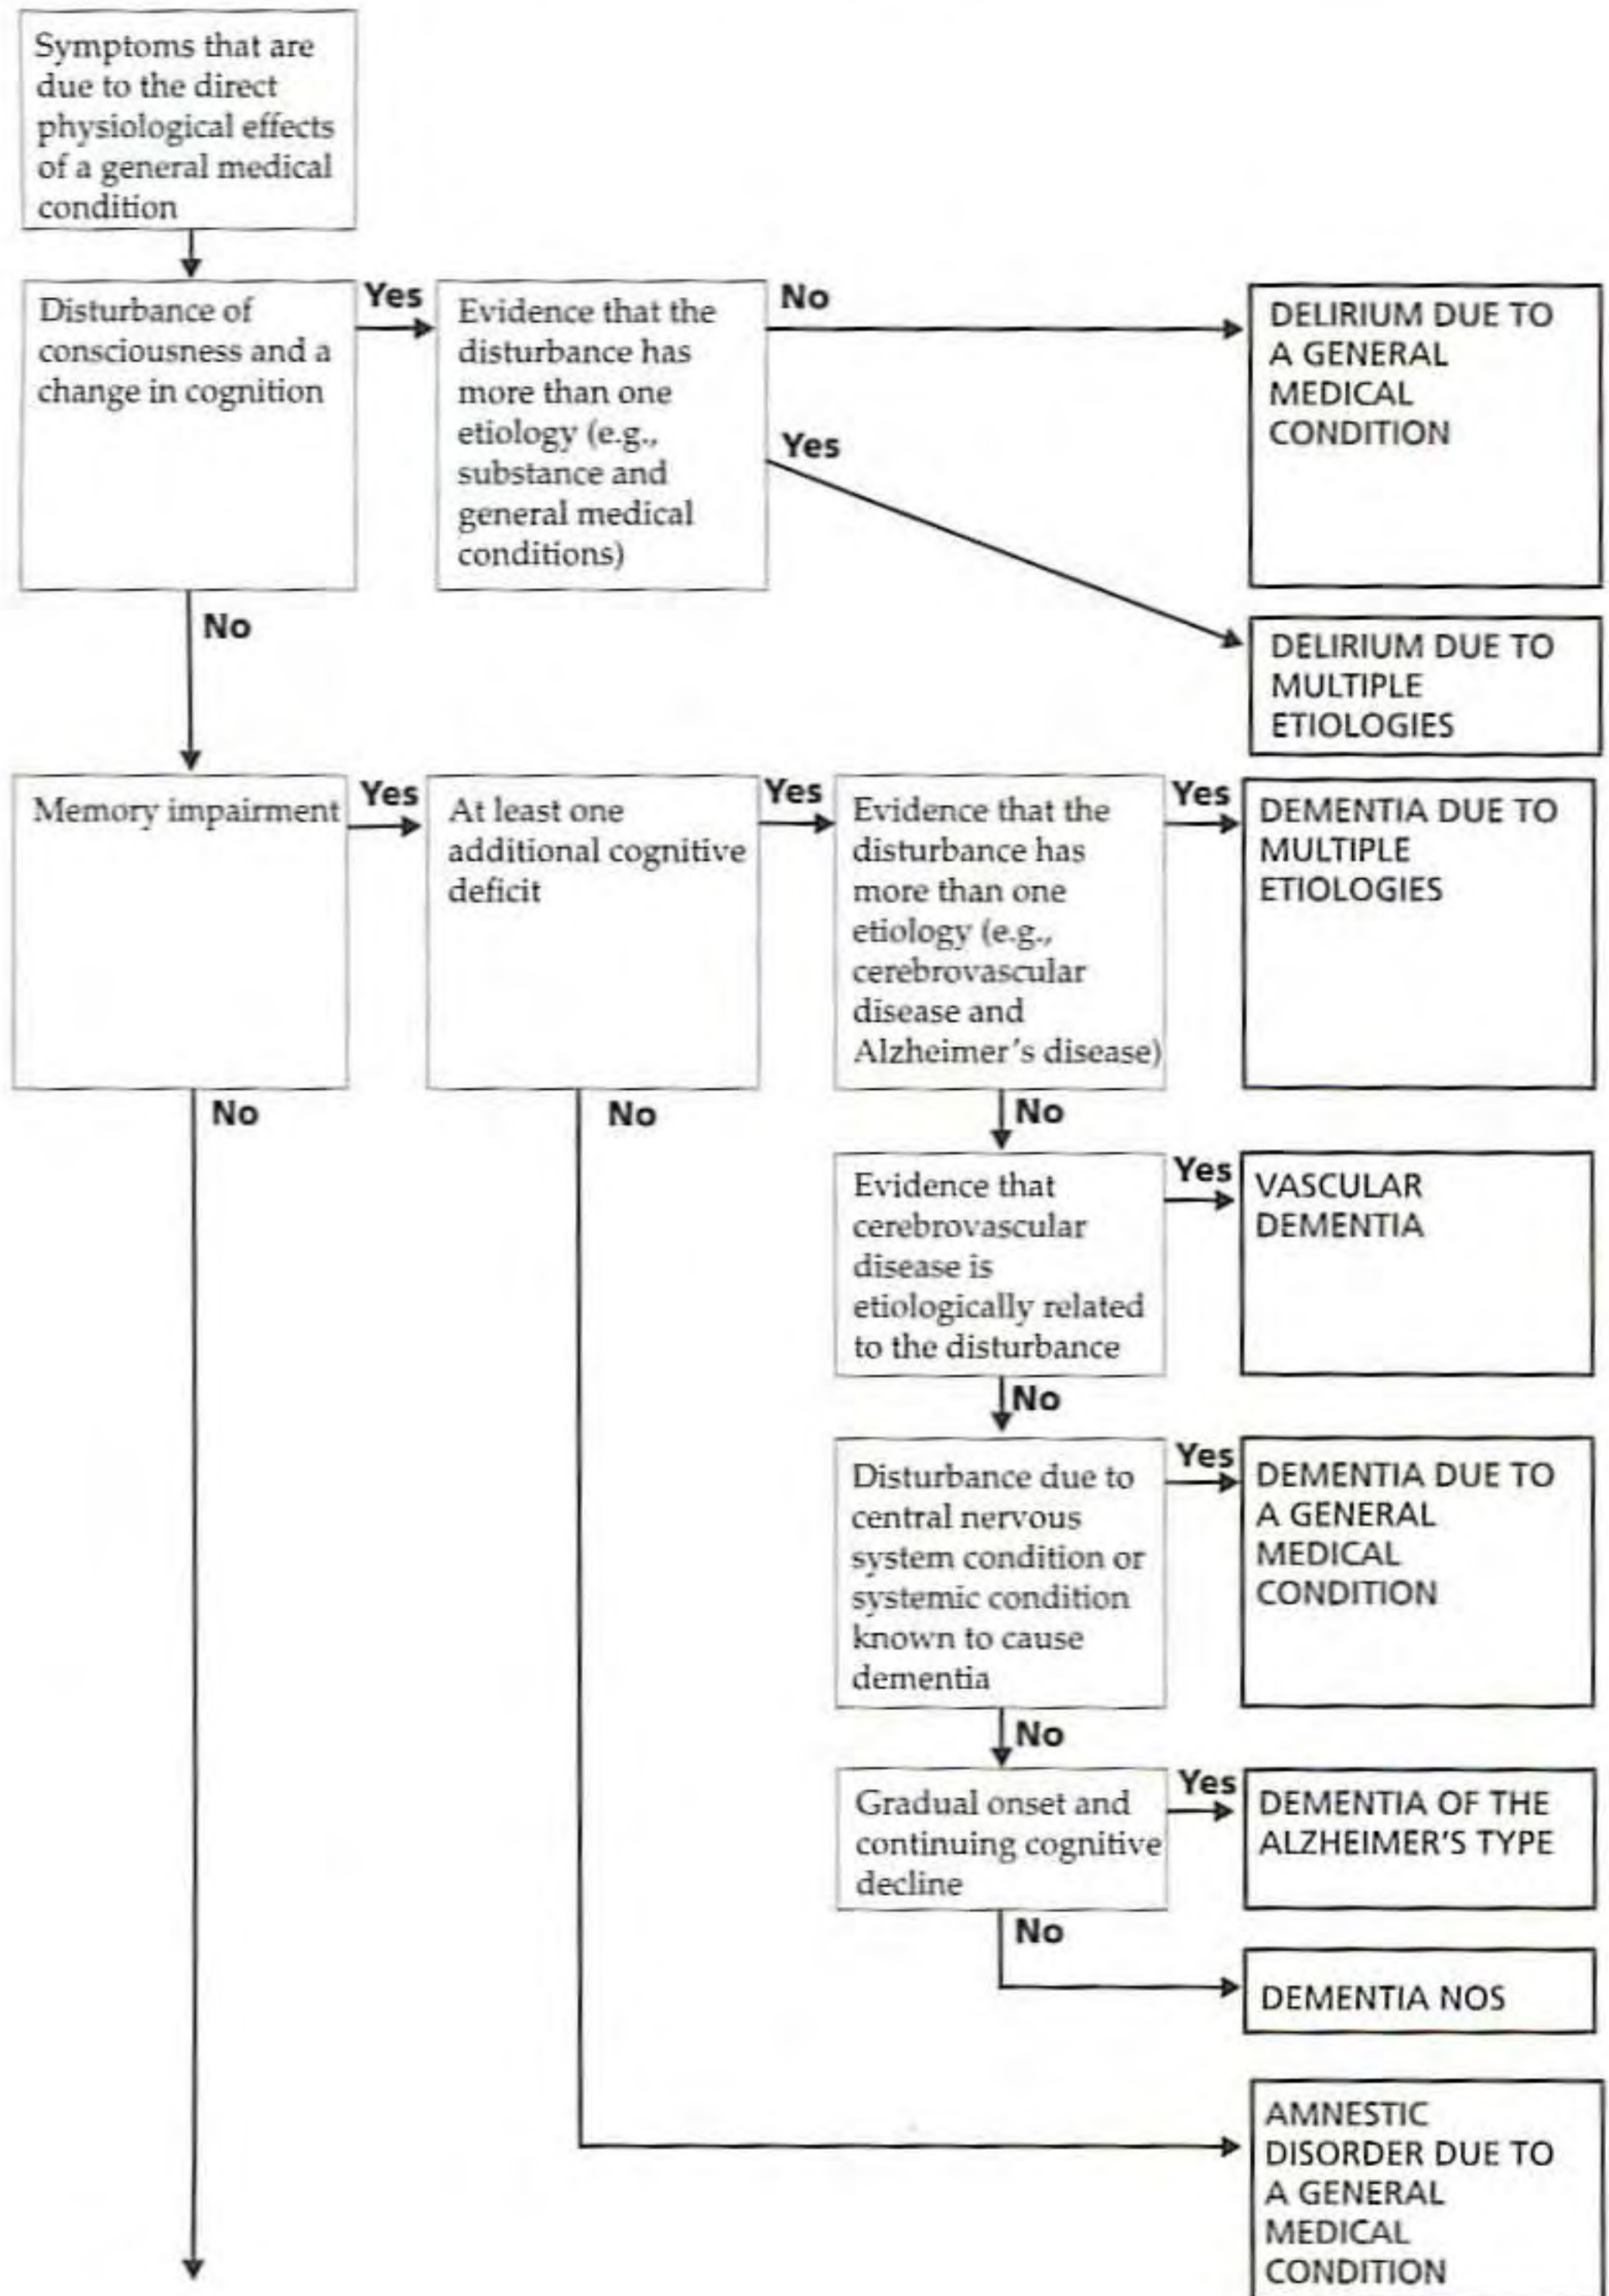 Symptoms that are
due to the direct
physiological effects
of a general medical
condition
Disturbance of
consciousness and a
change in cognition
Yes
Evidence that the
disturbance has
more than one
etiology (e.g.,
substance and
general medical
conditions)
No
DELIRIUM DUE TO
A GENERAL
MEDICAL
CONDITION
Yes
DELIRIUM DUE TO
MULTIPLE
ETIOLOGIES
No
Memory impairment
Yes
At least one
additional cognitive
deficit
Yes
Evidence that the
disturbance has
more than one
etiology (e.g.,
cerebrovascular
disease and
Alzheimer's disease)
Yes
DEMENTIA DUE TO
MULTIPLE
ETIOLOGIES
No
No
No
Evidence that
cerebrovascular
disease is
etiologically related
to the disturbance
Yes
VASCULAR
DEMENTIA
No
Disturbance due to
central nervous
system condition or
systemic condition
known to cause
dementia
Yes
DEMENTIA DUE TO
A GENERAL
MEDICAL
CONDITION
No
Gradual onset and
continuing cognitive
decline
Yes
DEMENTIA OF THE
ALZHEIMER'S TYPE
No
DEMENTIA NOS
AMNESTIC
DISORDER DUE TO
A GENERAL
MEDICAL
CONDITION